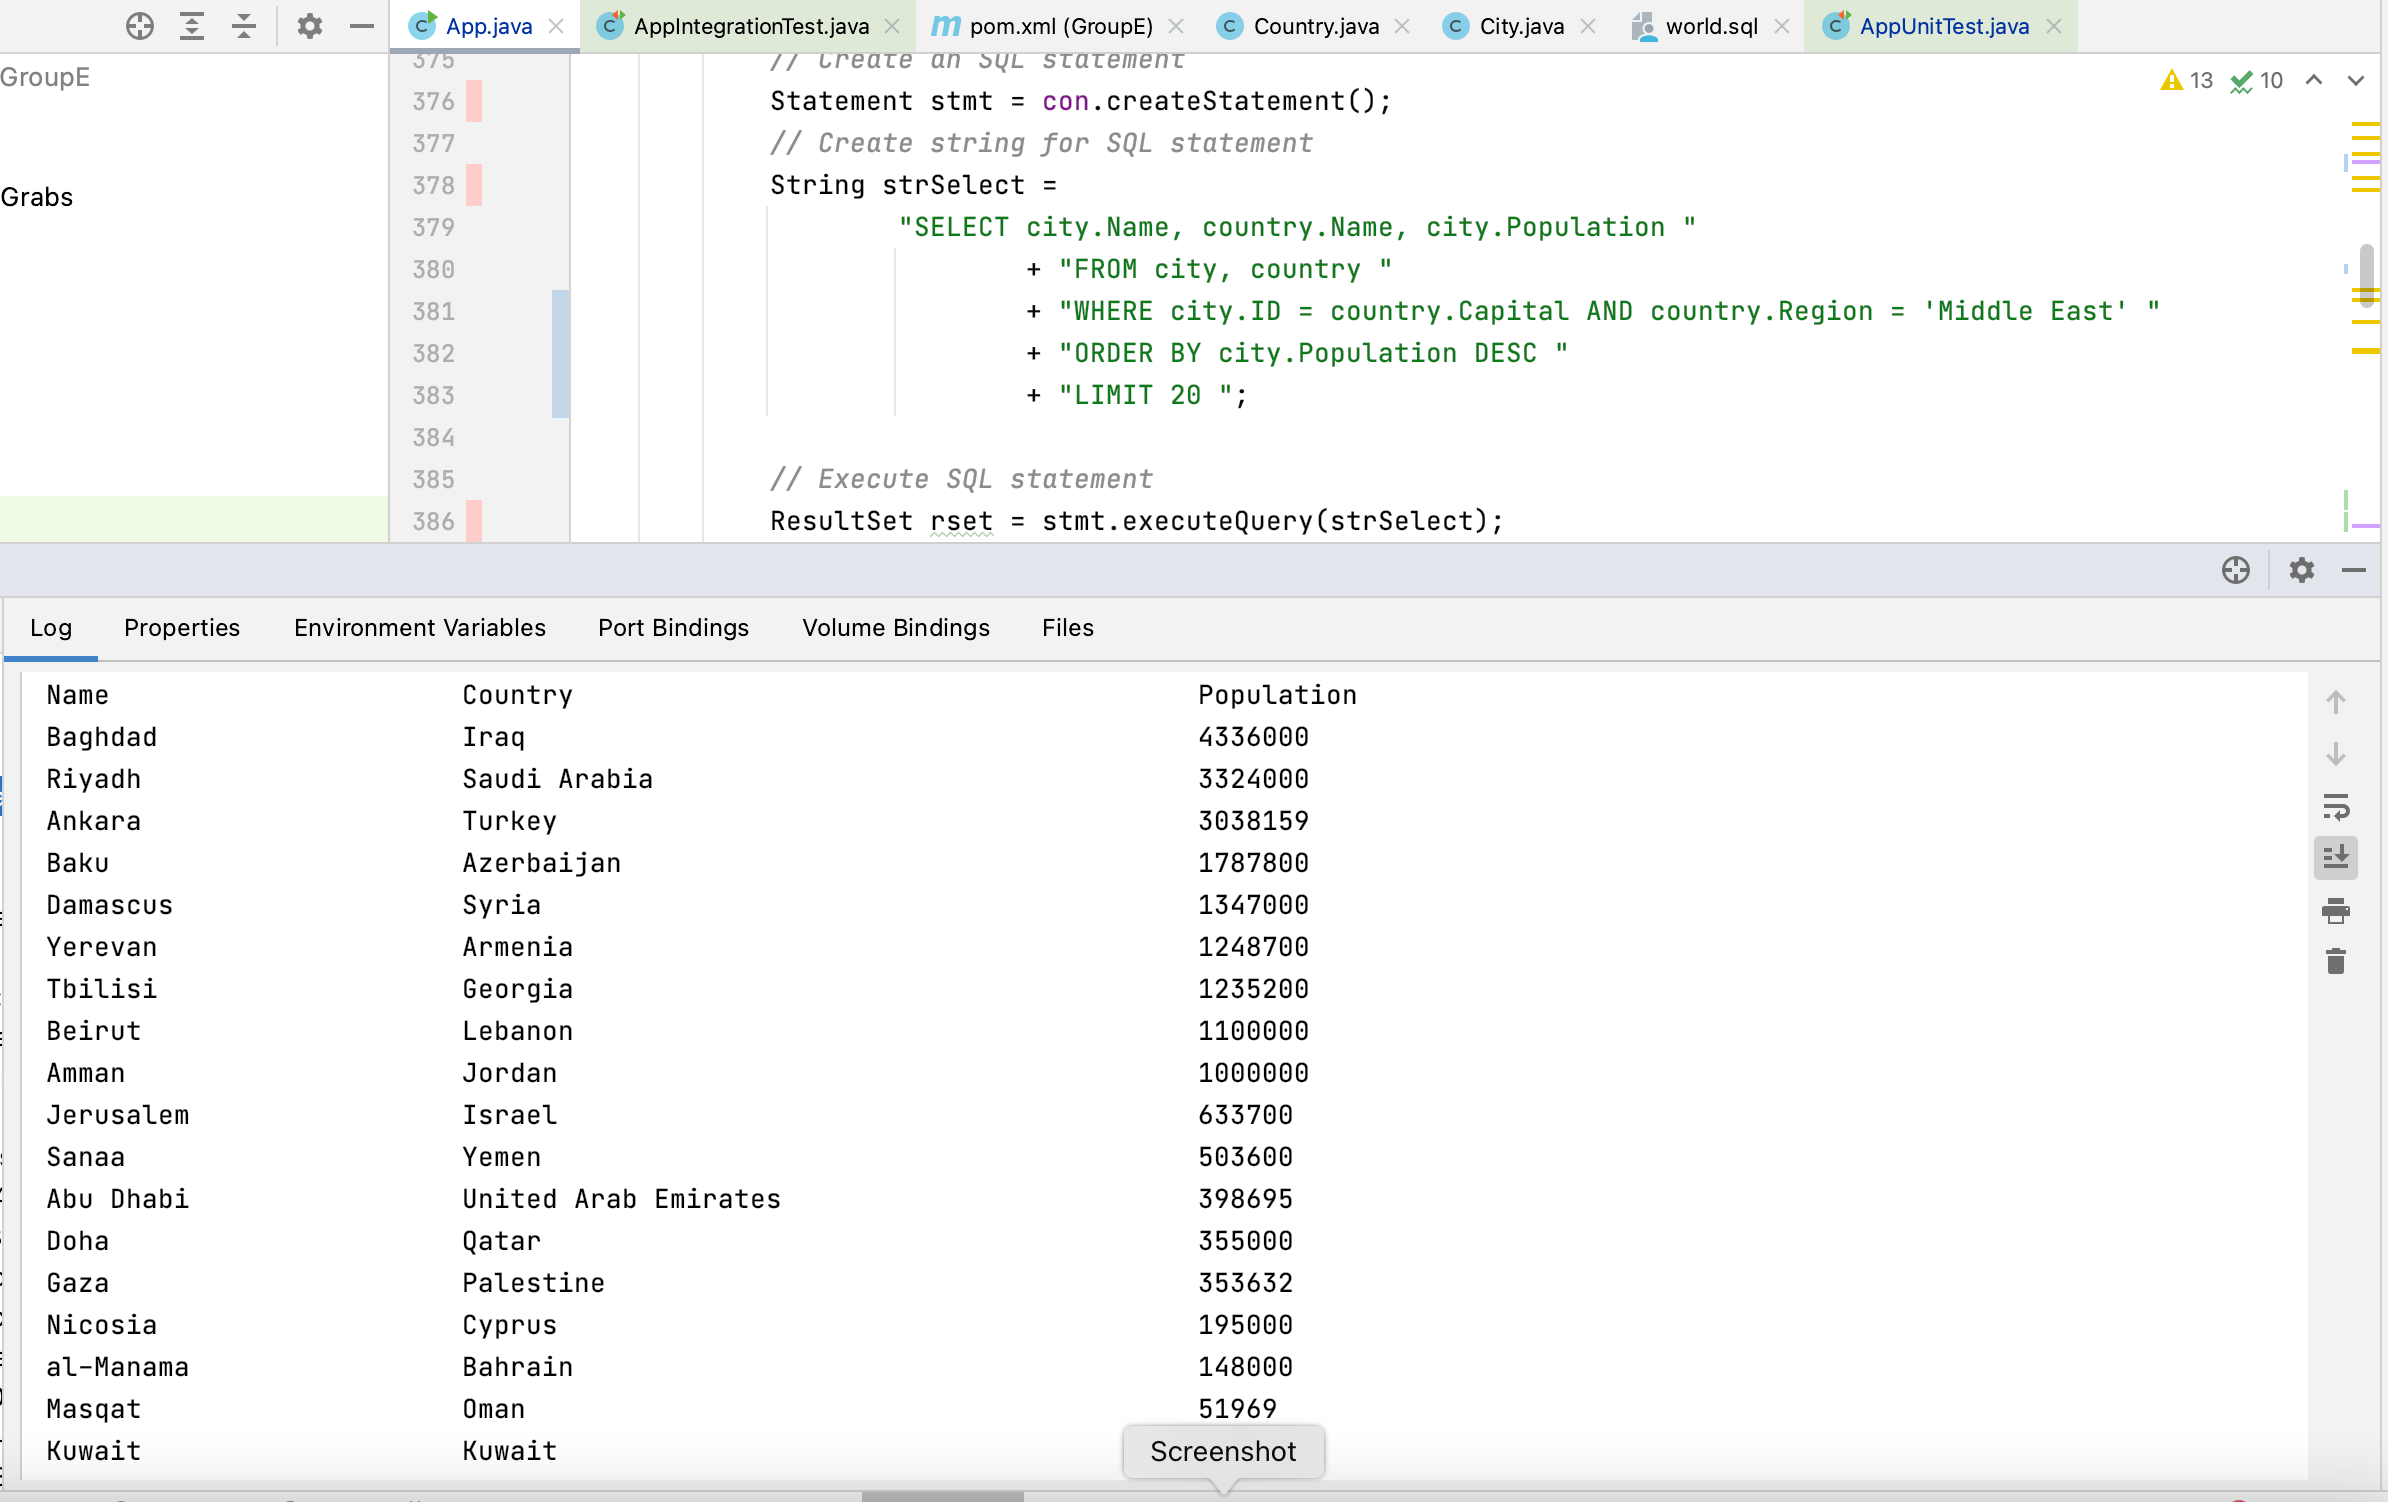 App.java AppIntegrationTest.java pom.xml (GroupE) Country.java City.java world.sql AppUnitTest.java
GroupE
Grabs
13 10
375 // Create an SQL statement
376 Statement stmt = con.createStatement();
377 // Create string for SQL statement
378 String strSelect =
379 "SELECT city.Name, country.Name, city.Population "
380 + "FROM city, country "
381 + "WHERE city.ID = country.Capital AND country.Region = 'Middle East' "
382 + "ORDER BY city.Population DESC "
383 + "LIMIT 20 ";
384
385 // Execute SQL statement
386 ResultSet rset = stmt.executeQuery(strSelect);
Log Properties Environment Variables Port Bindings Volume Bindings Files
Name Country Population
Baghdad Iraq 4336000
Riyadh Saudi Arabia 3324000
Ankara Turkey 3038159
Baku Azerbaijan 1787800
Damascus Syria 1347000
Yerevan Armenia 1248700
Tbilisi Georgia 1235200
Beirut Lebanon 1100000
Amman Jordan 1000000
Jerusalem Israel 633700
Sanaa Yemen 503600
Abu Dhabi United Arab Emirates 398695
Doha Qatar 355000
Gaza Palestine 353632
Nicosia Cyprus 195000
al-Manama Bahrain 148000
Masqat Oman 51969
Kuwait Kuwait
Screenshot